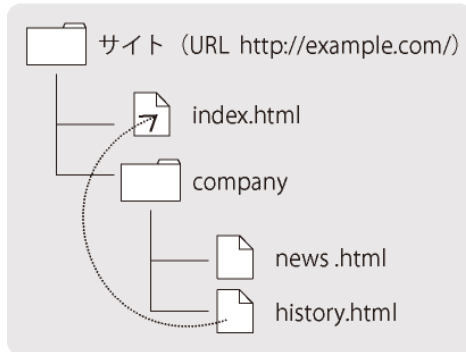 サイト（URL http://example.com/）
index.html
company
news .html
history.html